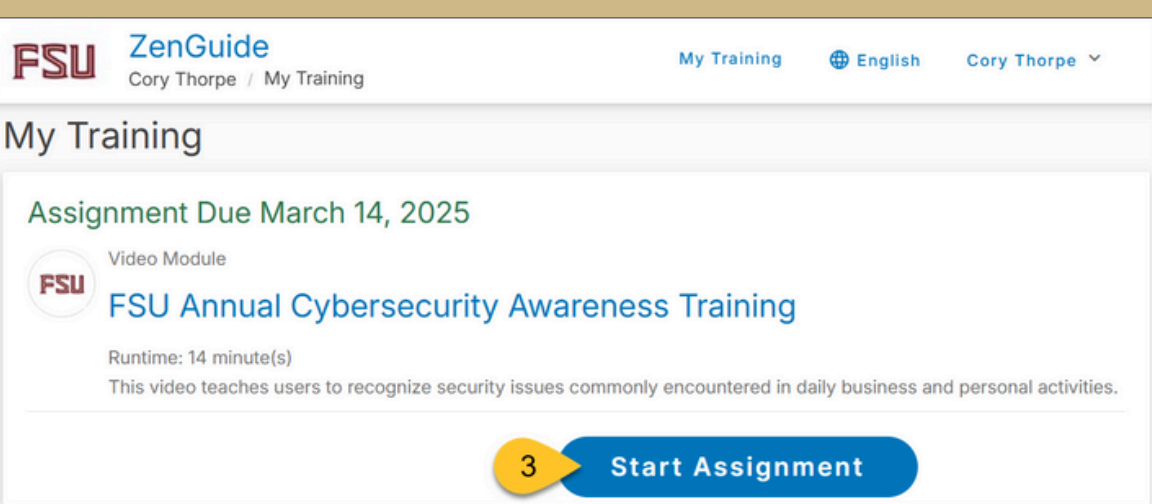 FSU
ZenGuide
Cory Thorpe / My Training
My Training
English
Cory Thorpe
My Training
Assignment Due March 14, 2025
FSU
Video Module
FSU Annual Cybersecurity Awareness Training
Runtime: 14 minute(s)
This video teaches users to recognize security issues commonly encountered in daily business and personal activities.
3
Start Assignment